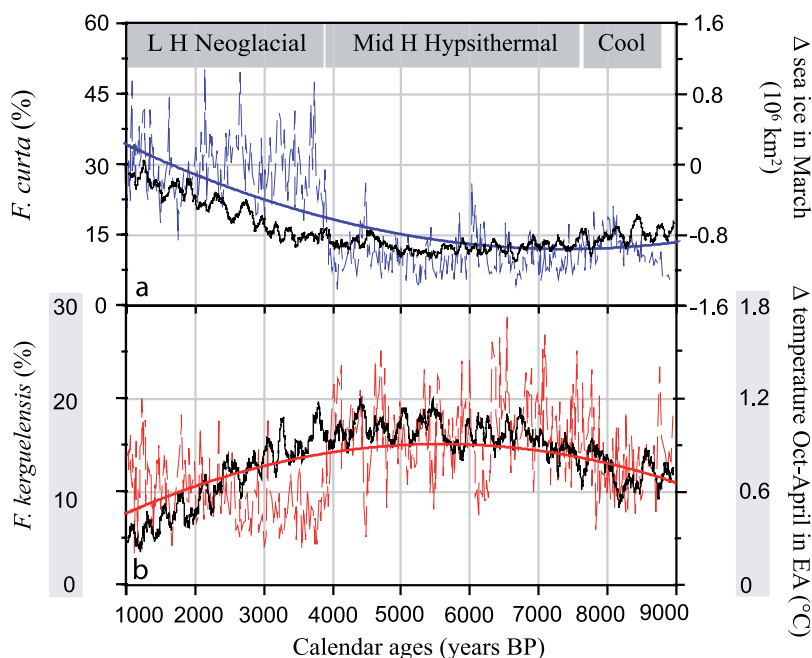 L H Neoglacial Mid H Hypsithermal Cool
60
45
30
15
0
F. curta (%)
1.6
0.8
0
-0.8
-1.6
Δ sea ice in March
(10⁶ km²)
a
30
20
10
0
F. kerguelensis (%)
1.8
1.2
0.6
0
Δ temperature Oct-April in EA (°C)
b
1000 2000 3000 4000 5000 6000 7000 8000 9000
Calendar ages (years BP)